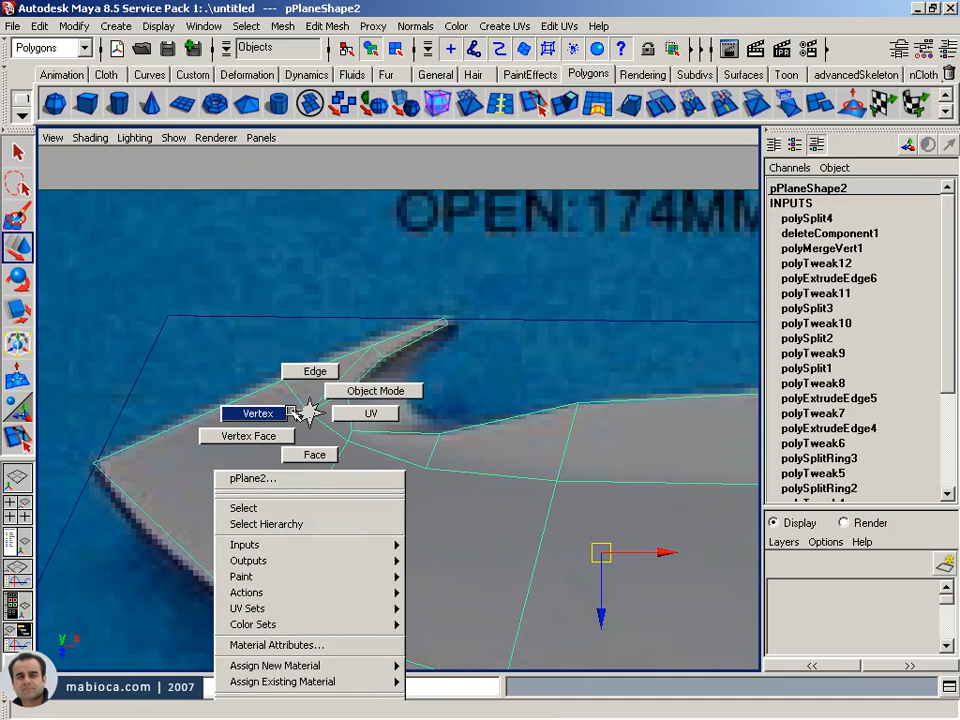 Autodesk Maya 8.5 Service Pack 1: .\untitled --- pPlaneShape2
File Edit Modify Create Display Window Select Mesh Edit Mesh Proxy Normals Color Create UVs Edit UVs Help
Polygons Objects
Animation Cloth Curves Custom Deformation Dynamics Fluids Fur General Hair PaintEffects Polygons Rendering Subdivs Surfaces Toon advancedSkeleton nCloth
View Shading Lighting Show Renderer Panels
Channels Object
pPlaneShape2
INPUTS
polySplit4
deleteComponent1
polyMergeVert1
polyTweak12
polyExtrudeEdge6
polyTweak11
polySplit3
polyTweak10
polySplit2
polyTweak9
polySplit1
polyTweak8
polyExtrudeEdge5
polyTweak7
polyExtrudeEdge4
polyTweak6
polySplitRing3
polyTweak5
polySplitRing2
OPEN:174MM
Edge
Object Mode
Vertex
UV
Vertex Face
Face
pPlane2...
Select
Select Hierarchy
Inputs
Outputs
Paint
Actions
UV Sets
Color Sets
Material Attributes...
Assign New Material
Assign Existing Material
Display Render
Layers Options Help
<< >>
y x
z
mabioca.com | 2007